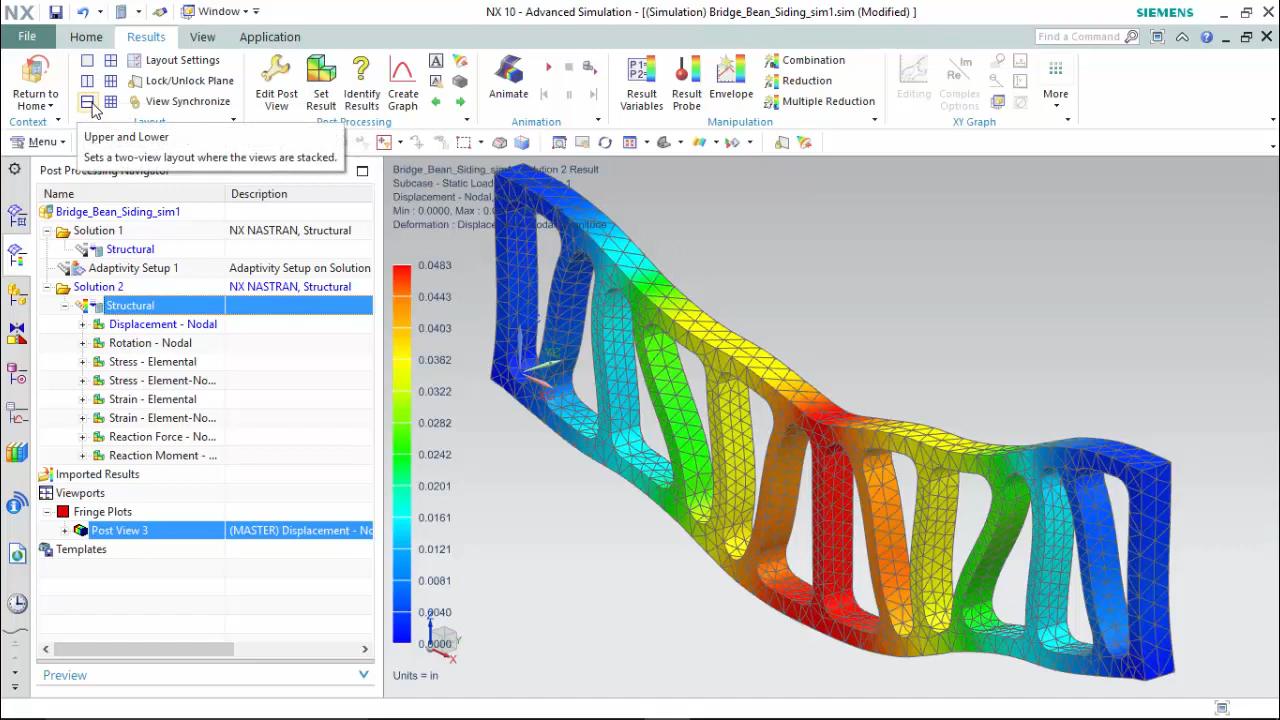 NX
Window
NX 10 - Advanced Simulation - [(Simulation) Bridge_Bean_Siding_sim1.sim (Modified) ]
SIEMENS
File
Home
Results
View
Application
Find a Command
Return to
Home
Context
Layout Settings
Lock/Unlock Plane
View Synchronize
Edit Post
View
Set
Result
Identify
Results
Create
Graph
Post Processing
Animate
Animation
Result
Variables
Result
Probe
Envelope
Combination
Reduction
Multiple Reduction
Manipulation
Editing
Complex
Options
XY Graph
More
Menu
Upper and Lower
Sets a two-view layout where the views are stacked.
Name
Description
Bridge_Bean_Siding_sim1
Solution 1
NX NASTRAN, Structural
Structural
Adaptivity Setup 1
Adaptivity Setup on Solution
Solution 2
NX NASTRAN, Structural
Structural
Displacement - Nodal
Rotation - Nodal
Stress - Elemental
Stress - Element-No...
Strain - Elemental
Strain - Element-No...
Reaction Force - No...
Reaction Moment - ...
Imported Results
Viewports
Fringe Plots
Post View 3
(MASTER) Displacement - No
Templates
Preview
Subcase - Static Load
Displacement - Nodal,
Min : 0.0000, Max : 0.0
0.0483
0.0443
0.0403
0.0362
0.0322
0.0282
0.0242
0.0201
0.0161
0.0121
0.0081
0.0040
0.0000
Y
X
Units = in